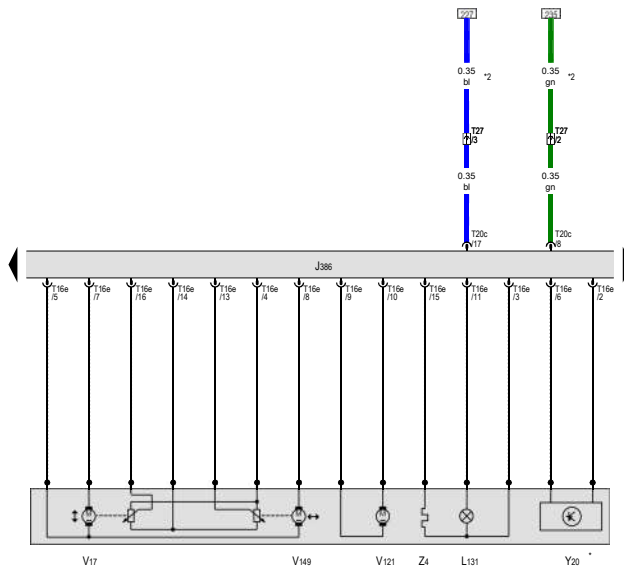 227 235
0.35 bl *2 0.35 gn *2
T27 /3 T27 /2
0.35 bl 0.35 gn
T20c /17 T20c /8
J386
T16e /5 T16e /7 T16e /16 T16e /14 T16e /13 T16e /4 T16e /8 T16e /9 T16e /10 T16e /15 T16e /11 T16e /3 T16e /6 T16e /2
M M M
V17 V149 V121 Z4 L131 Y20 *